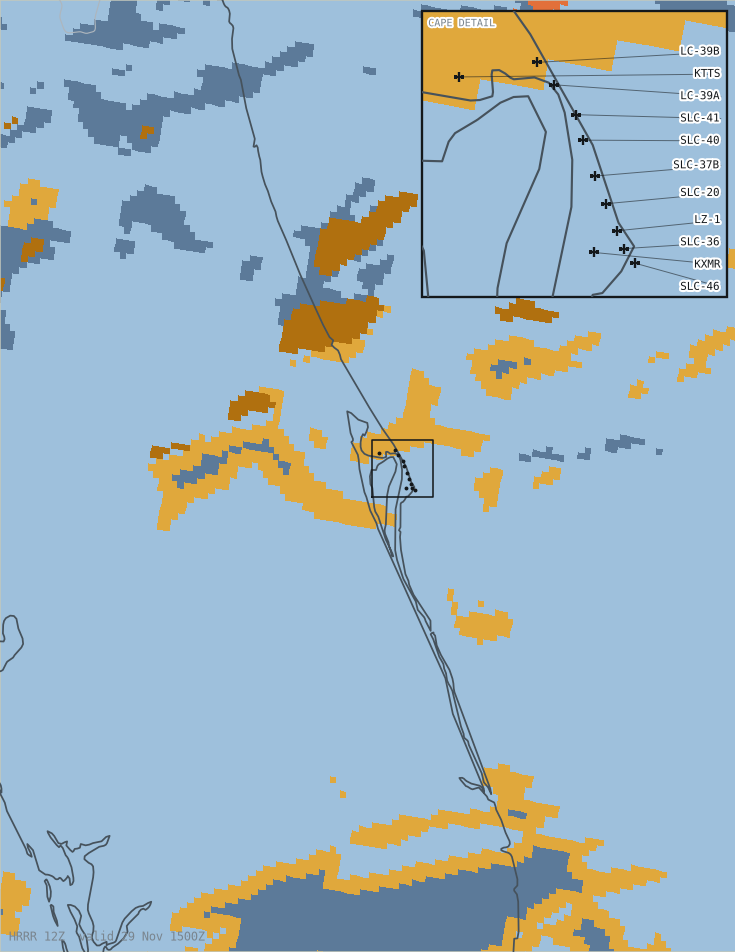 CAPE DETAIL
LC-39B
KTTS
LC-39A
SLC-41
SLC-40
SLC-37B
SLC-20
LZ-1
SLC-36
KXMR
SLC-46
HRRR 12Z  valid 29 Nov 1500Z